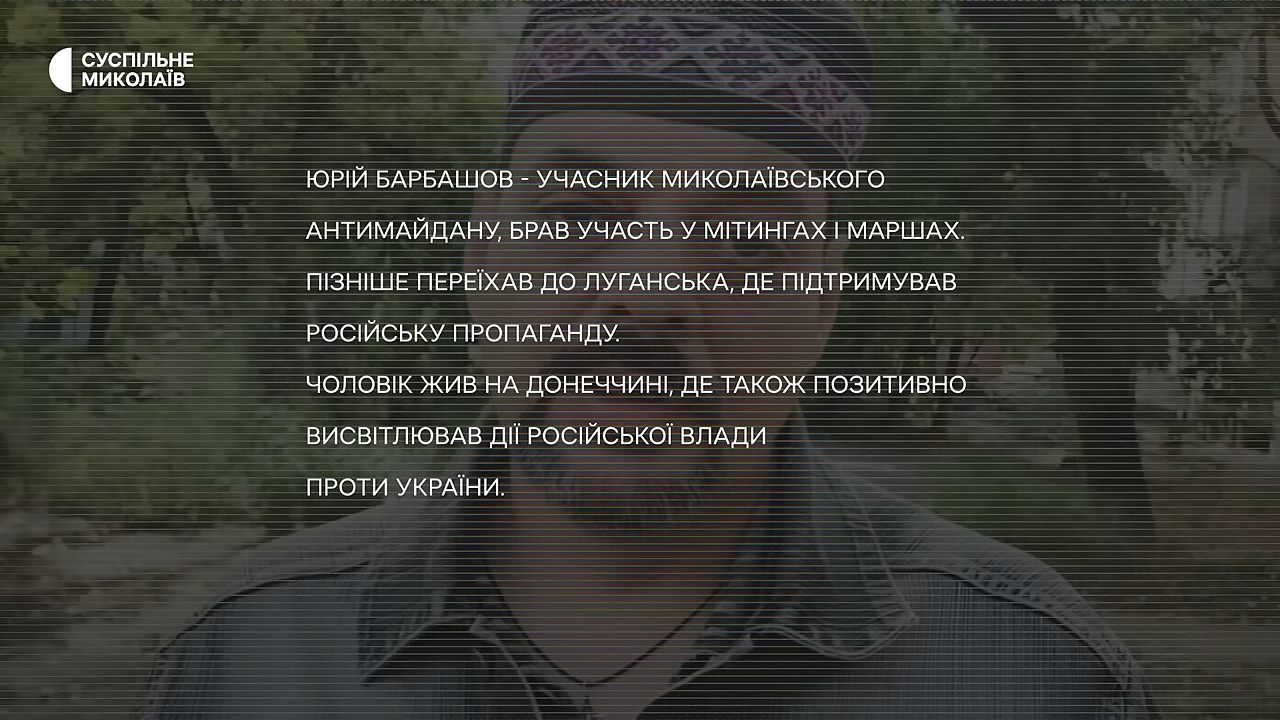 СУСПІЛЬНЕ
МИКОЛАЇВ
ЮРІЙ БАРБАШОВ - УЧАСНИК МИКОЛАЇВСЬКОГО
АНТИМАЙДАНУ, БРАВ УЧАСТЬ У МІТИНГАХ І МАРШАХ.
ПІЗНІШЕ ПЕРЕЇХАВ ДО ЛУГАНСЬКА, ДЕ ПІДТРИМУВАВ
РОСІЙСЬКУ ПРОПАГАНДУ.
ЧОЛОВІК ЖИВ НА ДОНЕЧЧИНІ, ДЕ ТАКОЖ ПОЗИТИВНО
ВИСВІТЛЮВАВ ДІЇ РОСІЙСЬКОЇ ВЛАДИ
ПРОТИ УКРАЇНИ.